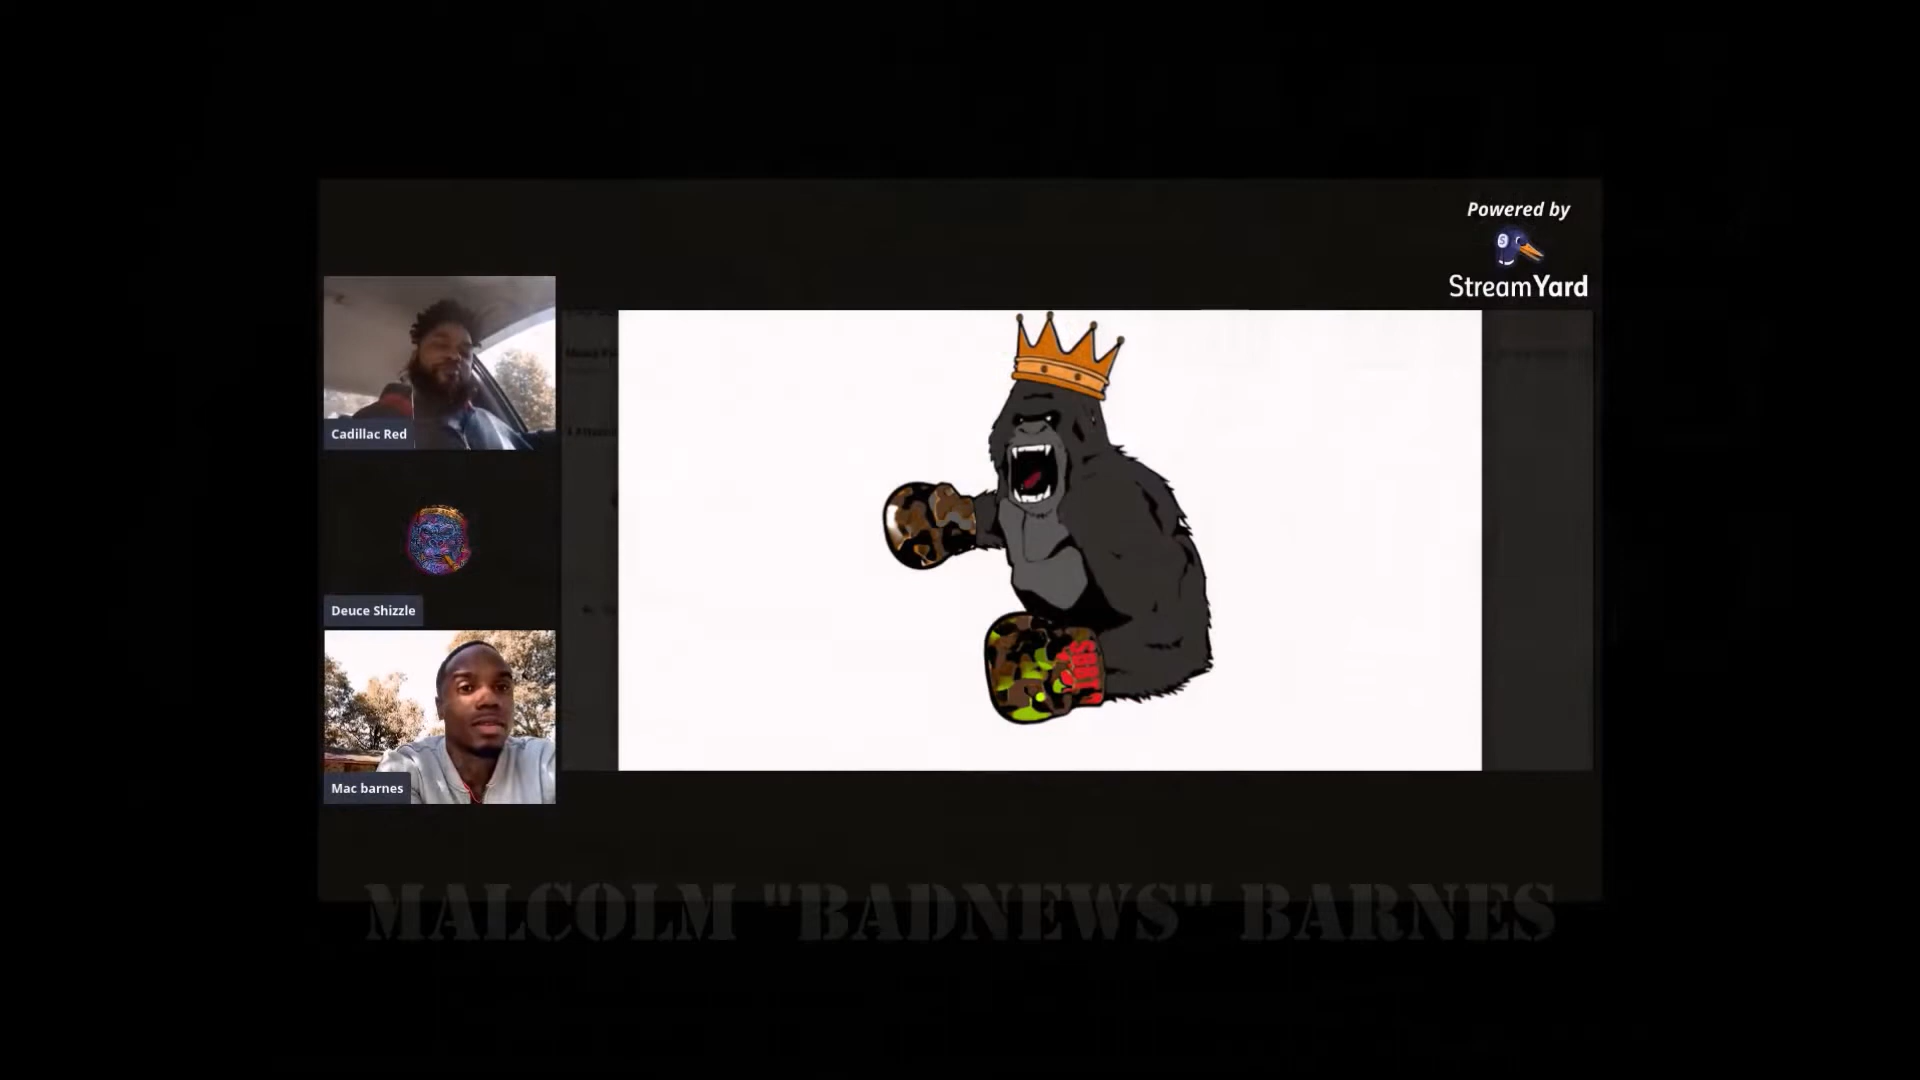 Powered by
StreamYard
Cadillac Red
Deuce Shizzle
Mac barnes
MALCOLM "BADNEWS" BARNES